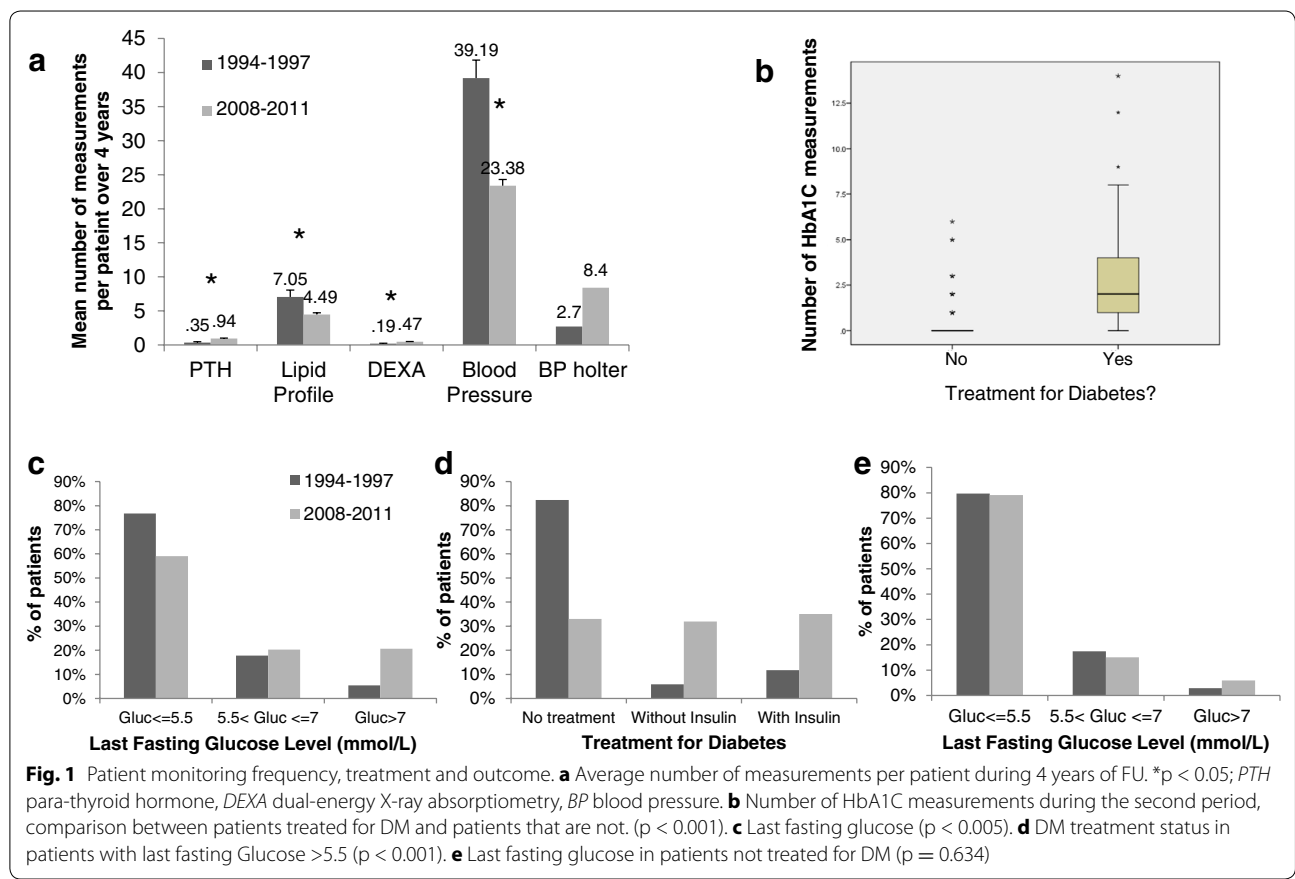 a
Mean number of measurements
per pateint over 4 years
45
40
35
30
25
20
15
10
5
0
1994-1997
2008-2011
*
.35 .94
*
7.05
4.49
*
.19 .47
39.19
*
23.38
2.7
8.4
PTH
Lipid
Profile
DEXA
Blood
Pressure
BP holter
b
Number of HbA1C measurements
12.5
10.0
7.5
5.0
2.5
.0
No
Yes
Treatment for Diabetes?
c
% of patients
90%
80%
70%
60%
50%
40%
30%
20%
10%
0%
1994-1997
2008-2011
Gluc<=5.5
5.5< Gluc <=7
Gluc>7
Last Fasting Glucose Level (mmol/L)
d
% of patients
90%
80%
70%
60%
50%
40%
30%
20%
10%
0%
No treatment
Without Insulin
With Insulin
Treatment for Diabetes
e
% of patients
90%
80%
70%
60%
50%
40%
30%
20%
10%
0%
Gluc<=5.5
5.5< Gluc <=7
Gluc>7
Last Fasting Glucose Level (mmol/L)
Fig. 1 Patient monitoring frequency, treatment and outcome. a Average number of measurements per patient during 4 years of FU. *p < 0.05; PTH
para-thyroid hormone, DEXA dual-energy X-ray absorptiometry, BP blood pressure. b Number of HbA1C measurements during the second period,
comparison between patients treated for DM and patients that are not. (p < 0.001). c Last fasting glucose (p < 0.005). d DM treatment status in
patients with last fasting Glucose >5.5 (p < 0.001). e Last fasting glucose in patients not treated for DM (p = 0.634)